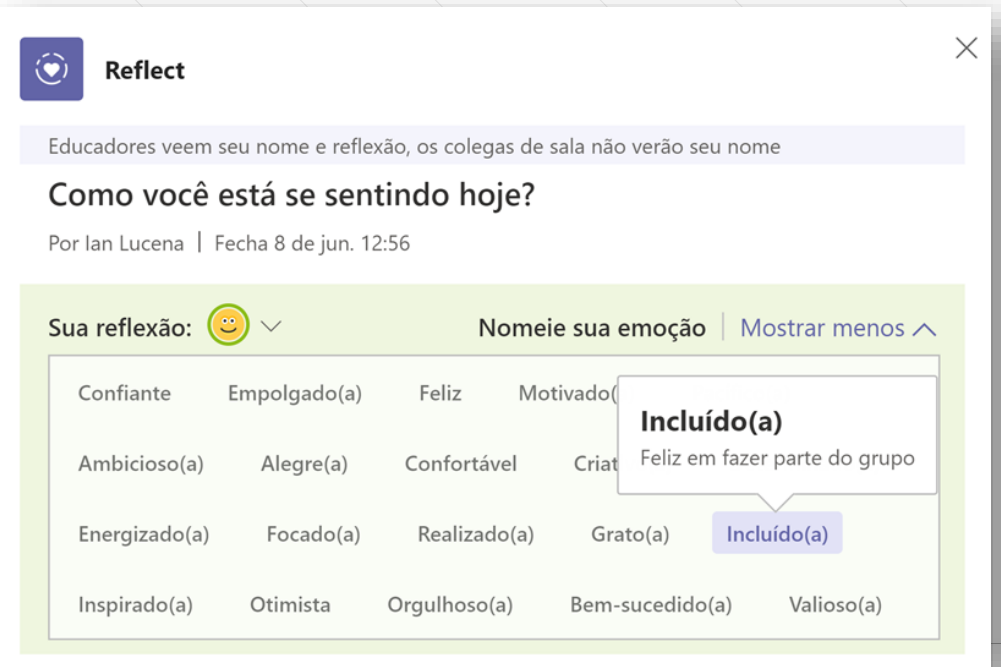 Reflect
Educadores veem seu nome e reflexão, os colegas de sala não verão seu nome
Como você está se sentindo hoje?
Por Ian Lucena | Fecha 8 de jun. 12:56
Sua reflexão: Nomeie sua emoção | Mostrar menos
Confiante Empolgado(a) Feliz Motivado(
Incluído(a)
Feliz em fazer parte do grupo
Ambicioso(a) Alegre(a) Confortável Criat
Energizado(a) Focado(a) Realizado(a) Grato(a) Incluído(a)
Inspirado(a) Otimista Orgulhoso(a) Bem-sucedido(a) Valioso(a)